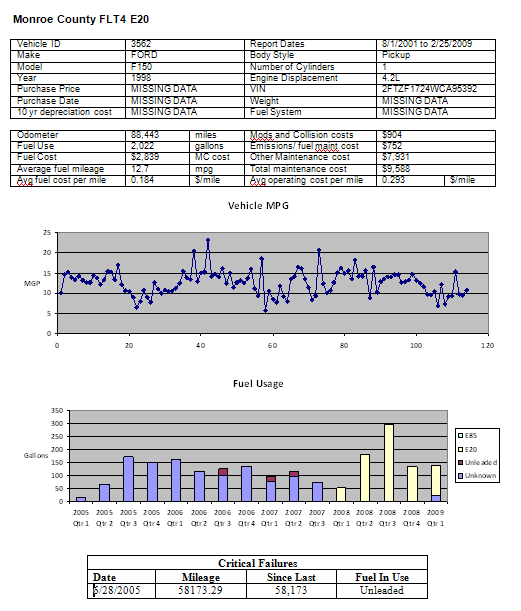 Monroe County FLT4 E20
Vehicle ID 3562 Report Dates 8/1/2001 to 2/25/2009
Make FORD Body Style Pickup
Model F150 Number of Cylinders 1
Year 1998 Engine Displacement 4.2L
Purchase Price MISSING DATA VIN 2FTZF1724WCA95392
Purchase Date MISSING DATA Weight MISSING DATA
10 yr depreciation cost MISSING DATA Fuel System MISSING DATA
Odometer 88,443 miles Mods and Collision costs $904
Fuel Use 2,022 gallons Emissions/ fuel maint cost $752
Fuel Cost $2,839 MC cost Other Maintenance cost $7,931
Average fuel mileage 12.7 mpg Total maintenance cost $9,588
Avg fuel cost per mile 0.184 $/mile Avg operating cost per mile 0.293 $/mile
Vehicle MPG
25
20
15
MGP
10
5
0
0 20 40 60 80 100 120
Fuel Usage
350
300
250
200
Gallons
150
100
50
0
E85
E20
Unleaded
Unknown
2005 2005 2005 2005 2006 2006 2006 2006 2007 2007 2007 2008 2008 2008 2008 2009
Qtr 1 Qtr 2 Qtr 3 Qtr 4 Qtr 1 Qtr 2 Qtr 3 Qtr 4 Qtr 1 Qtr 2 Qtr 3 Qtr 1 Qtr 2 Qtr 3 Qtr 4 Qtr 1
Critical Failures
Date Mileage Since Last Fuel In Use
6/28/2005 58173.29 58,173 Unleaded